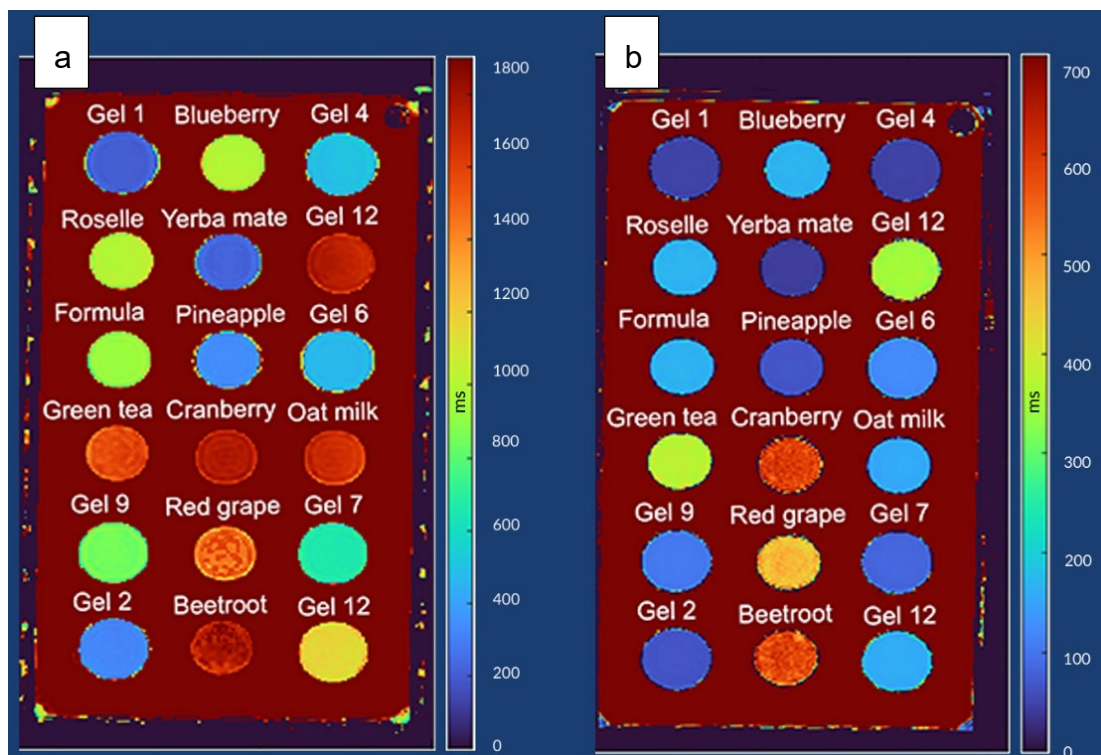 a
Gel 1 Blueberry Gel 4
Roselle Yerba mate Gel 12
Formula Pineapple Gel 6
Green tea Cranberry Oat milk
Gel 9 Red grape Gel 7
Gel 2 Beetroot Gel 12
1800
1600
1400
1200
1000
800
600
400
200
0
ms
b
Gel 1 Blueberry Gel 4
Roselle Yerba mate Gel 12
Formula Pineapple Gel 6
Green tea Cranberry Oat milk
Gel 9 Red grape Gel 7
Gel 2 Beetroot Gel 12
700
600
500
400
300
200
100
0
ms